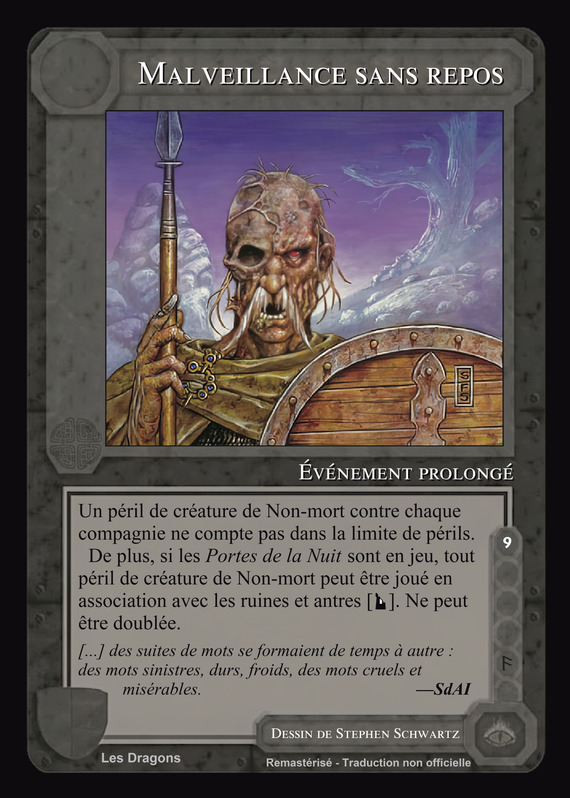 Malveillance sans repos
SFS
Événement prolongé
Un péril de créature de Non-mort contre chaque
compagnie ne compte pas dans la limite de périls.
De plus, si les Portes de la Nuit sont en jeu, tout
péril de créature de Non-mort peut être joué en
association avec les ruines et antres [ ]. Ne peut
être doublée.
9
[...] des suites de mots se formaient de temps à autre :
des mots sinistres, durs, froids, des mots cruels et
misérables. —SdAI
Dessin de Stephen Schwartz
Les Dragons
Remastérisé - Traduction non officielle